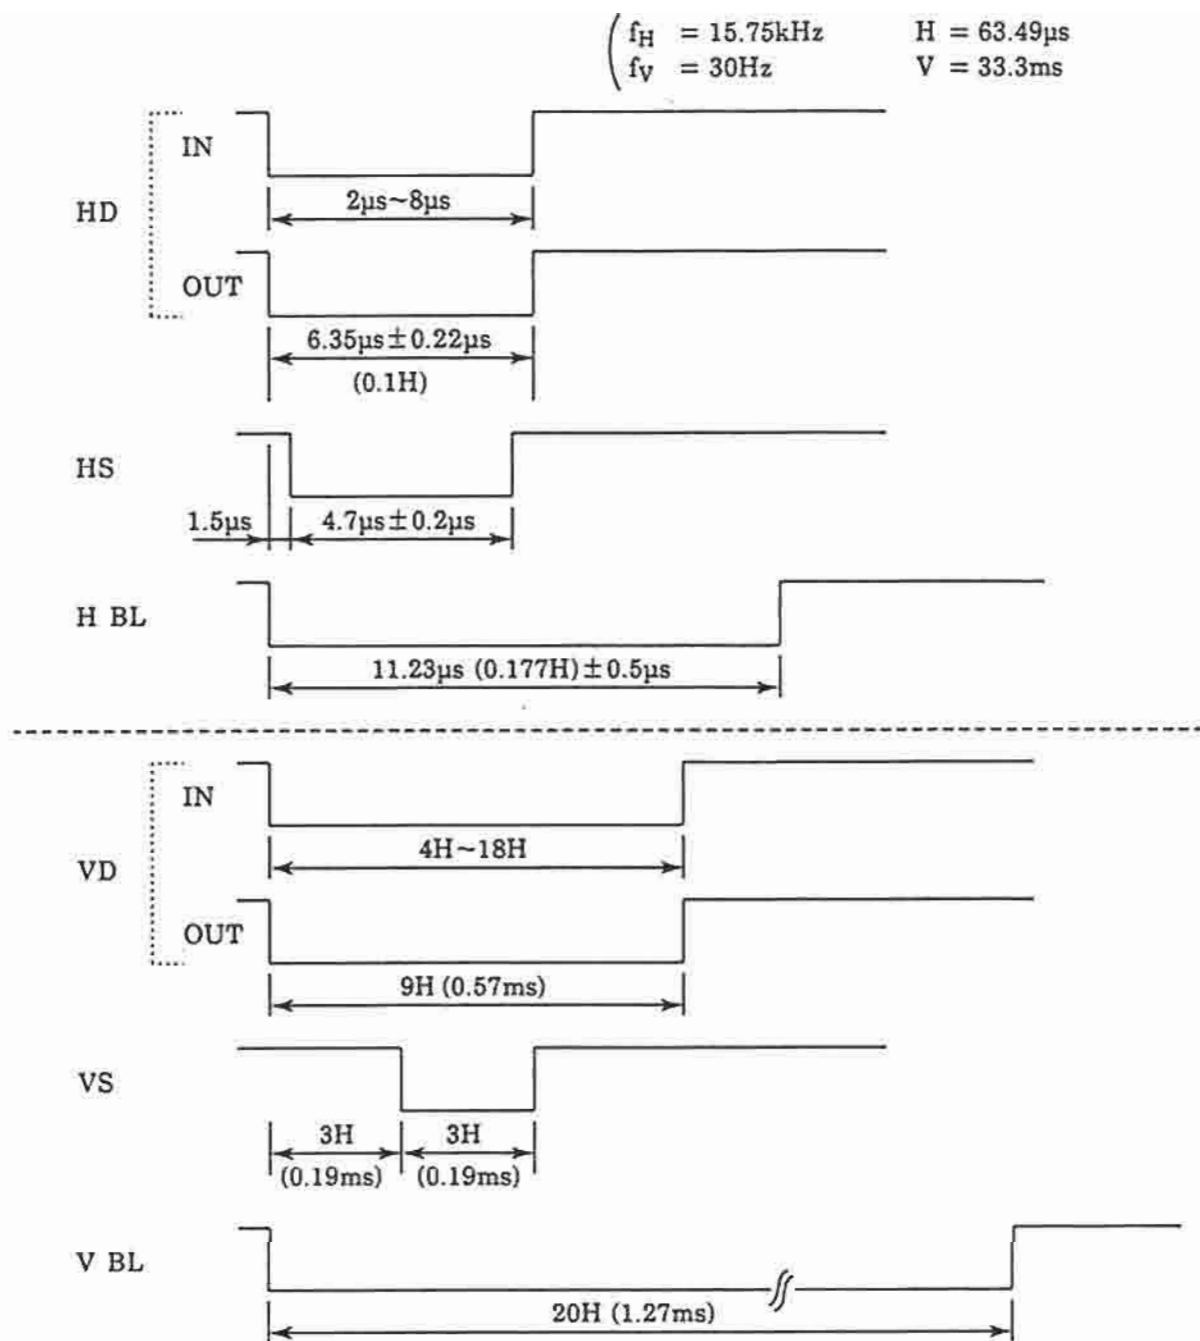 fH = 15.75kHz H = 63.49µs
fV = 30Hz V = 33.3ms
IN
HD
2µs~8µs
OUT
6.35µs±0.22µs
(0.1H)
HS
1.5µs 4.7µs±0.2µs
H BL
11.23µs (0.177H)±0.5µs
IN
4H~18H
VD
OUT
9H (0.57ms)
VS
3H 3H
(0.19ms) (0.19ms)
V BL
20H (1.27ms)